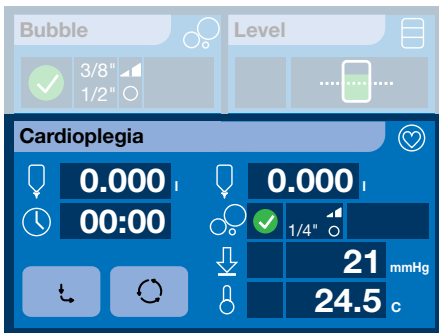 Bubble
Level
3/8"
1/2"
Cardioplegia
0.000 l
0.000 l
00:00
1/4"
21 mmHg
24.5 C